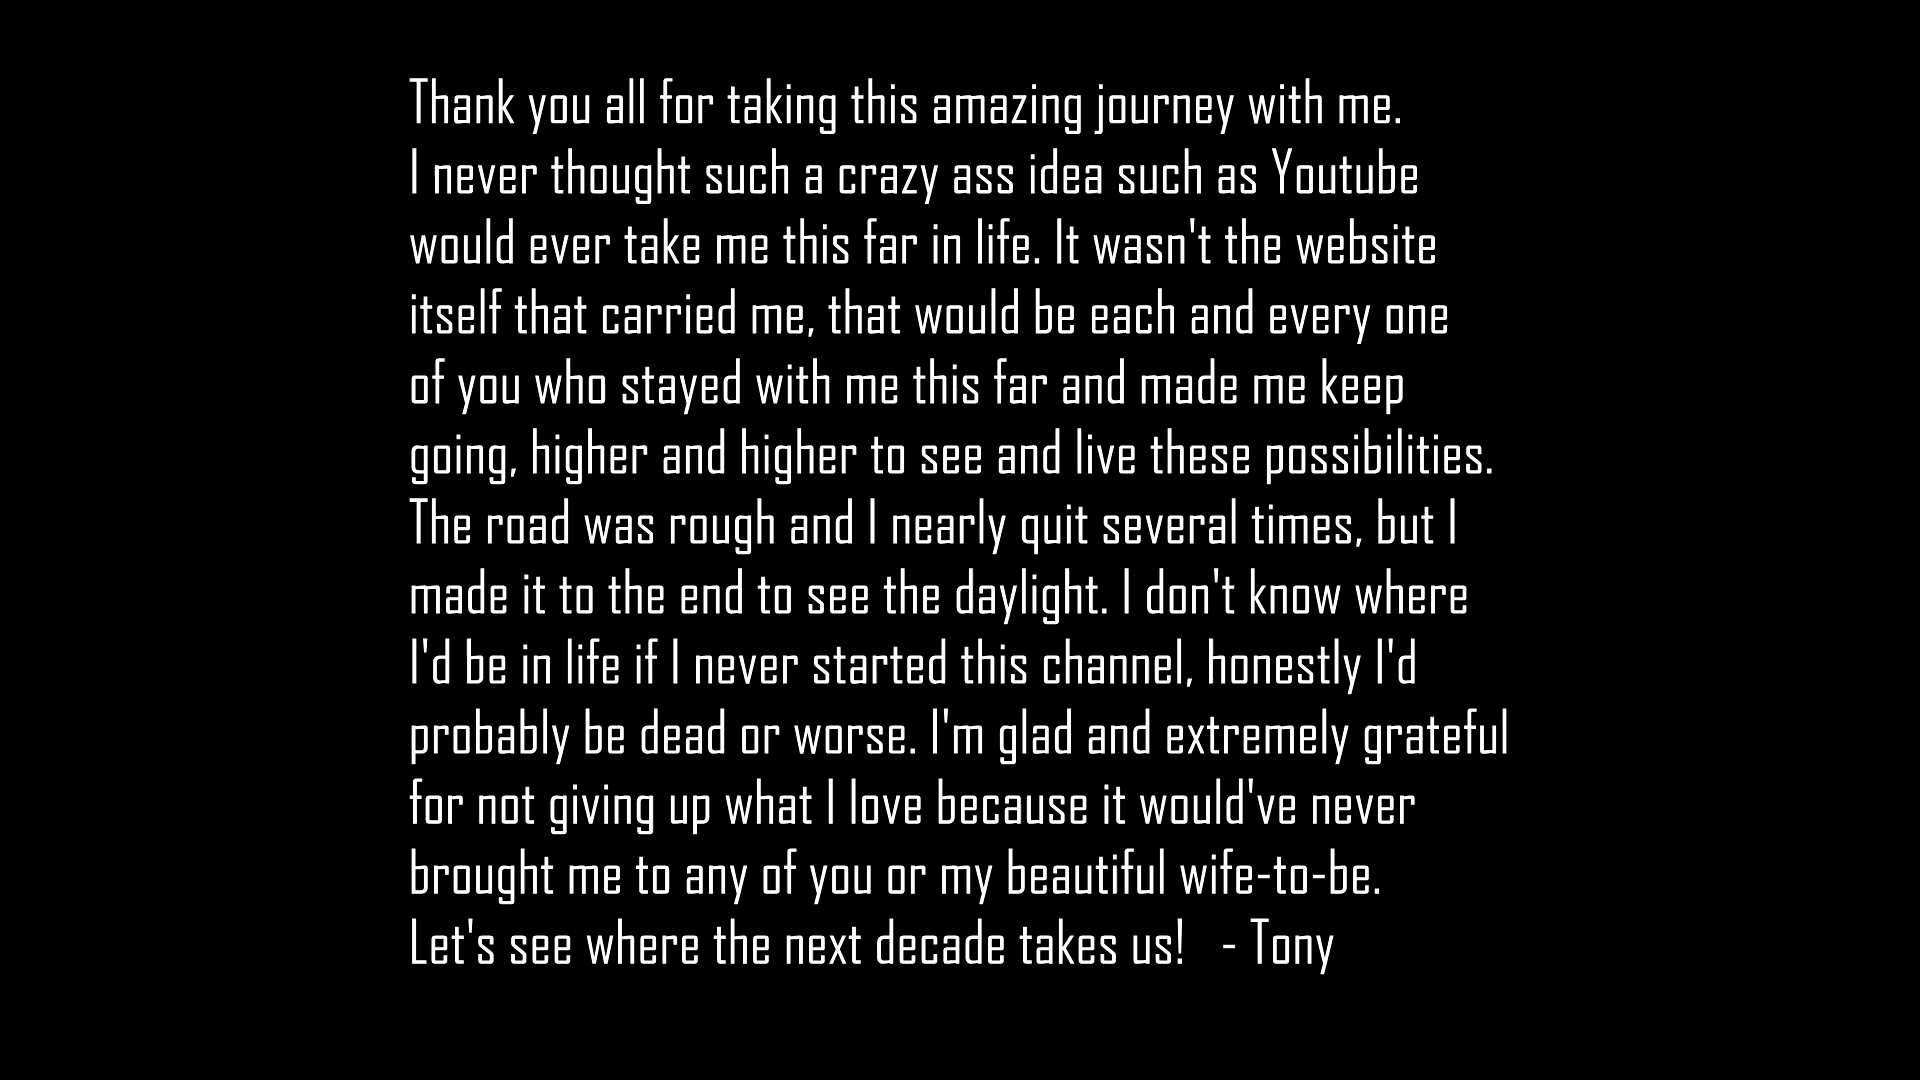 Thank you all for taking this amazing journey with me.
I never thought such a crazy ass idea such as Youtube
would ever take me this far in life. It wasn't the website
itself that carried me, that would be each and every one
of you who stayed with me this far and made me keep
going, higher and higher to see and live these possibilities.
The road was rough and I nearly quit several times, but I
made it to the end to see the daylight. I don't know where
I'd be in life if I never started this channel, honestly I'd
probably be dead or worse. I'm glad and extremely grateful
for not giving up what I love because it would've never
brought me to any of you or my beautiful wife-to-be.
Let's see where the next decade takes us!   - Tony